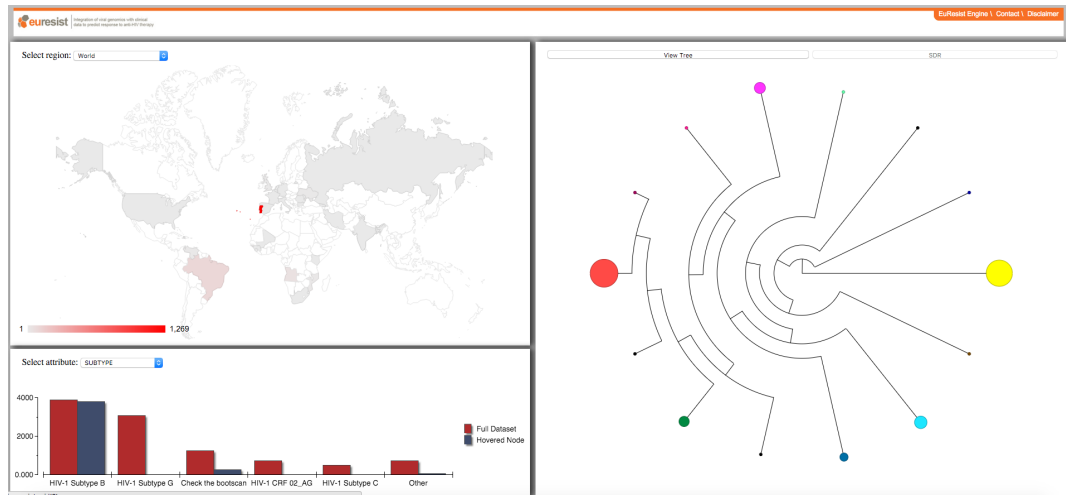 euresist
Integration of viral genomics with clinical
data to predict response to anti-HIV therapy
EuResist Engine \ Contact \ Disclaimer
Select region: World
1 1,269
View Tree
SDR
Select attribute: SUBTYPE
4000
2000
0.000
Full Dataset
Hovered Node
HIV-1 Subtype B HIV-1 Subtype G Check the bootscan HIV-1 CRF 02_AG HIV-1 Subtype C Other